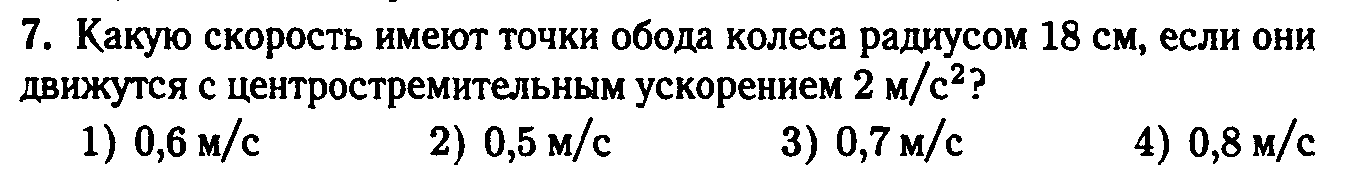 7. Какую скорость имеют точки обода колеса радиусом 18 см, если они
движутся с центростремительным ускорением 2 м/с²?
1) 0,6 м/с 2) 0,5 м/с 3) 0,7 м/с 4) 0,8 м/с